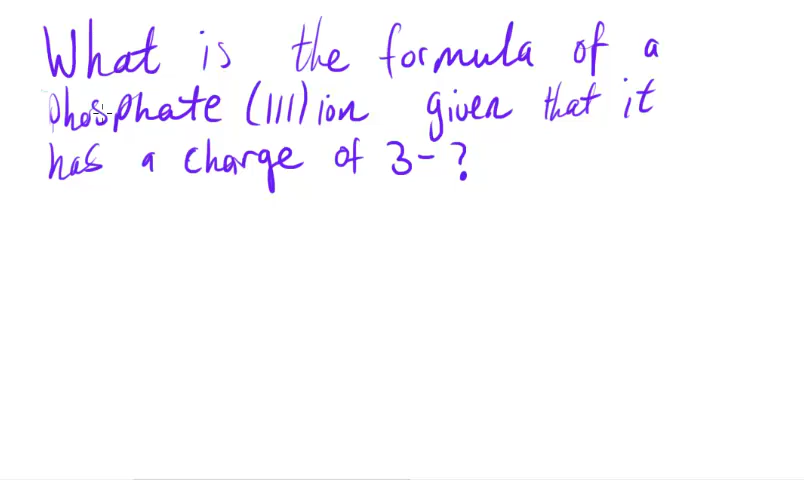 What is the formula of a
phosphate (III) ion given that it
has a charge of 3- ?